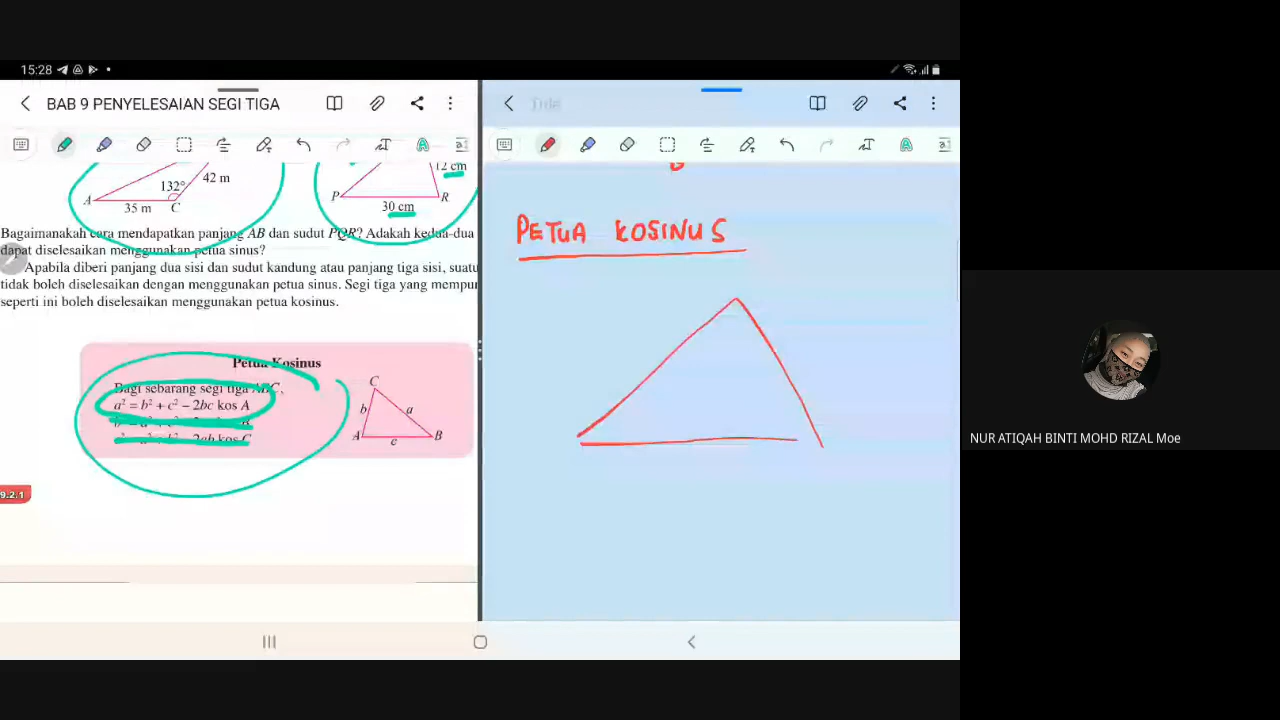 15:28
BAB 9 PENYELESAIAN SEGI TIGA
Title
132°
42 m
A
35 m
C
12 cm
P
R
30 cm
Bagaimanakah cara mendapatkan panjang AB dan sudut PQR? Adakah kedua-dua
dapat diselesaikan menggunakan petua sinus?
Apabila diberi panjang dua sisi dan sudut kandung atau panjang tiga sisi, suatu
tidak boleh diselesaikan dengan menggunakan petua sinus. Segi tiga yang mempun
seperti ini boleh diselesaikan menggunakan petua kosinus.
Petua Kosinus
Bagi sebarang segi tiga ABC,
a² = b² + c² – 2bc kos A
2ab kos C
C
b
a
A
c
B
9.2.1
PETUA KOSINUS
NUR ATIQAH BINTI MOHD RIZAL Moe